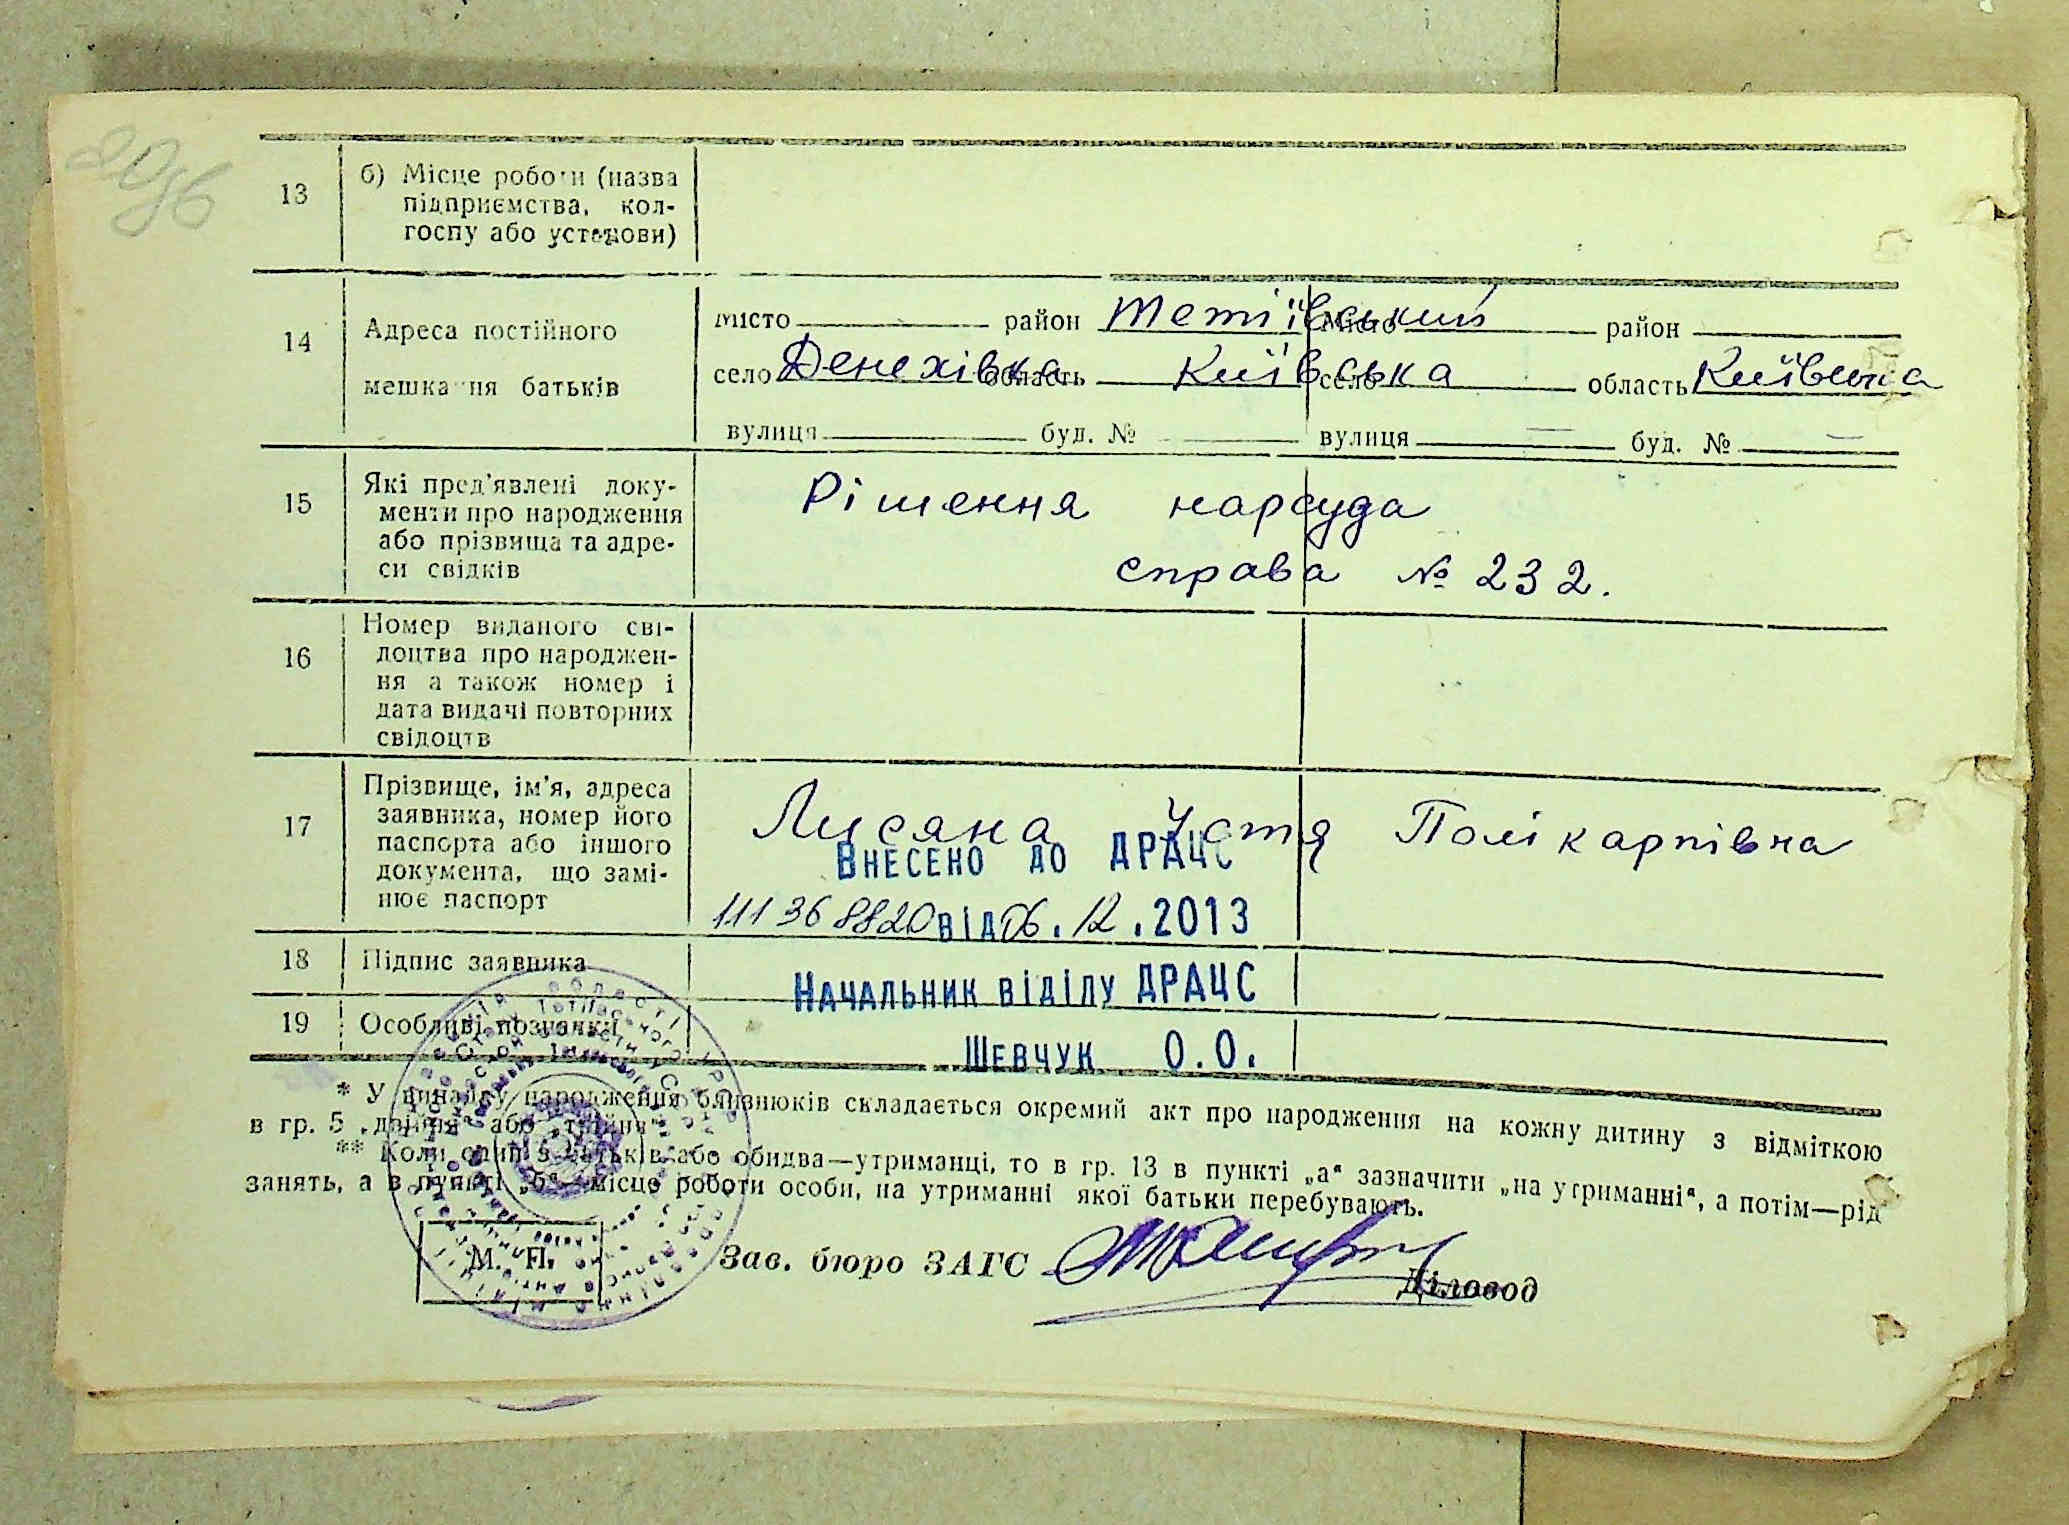 13
б) Місце роботи (назва
підприємства, кол-
госпу або установи)
14
Адреса постійного
мешкання батьків
місто район Тетіївський місто район
село Денехівка область Київська село область Київська
вулиця буд. № вулиця — буд. № —
15
Які пред'явлені доку-
менти про народження
або прізвища та адре-
си свідків
Рішення нарсуда
справа № 232.
16
Номер виданого сві-
доцтва про народжен-
ня а також номер і
дата видачі повторних
свідоцтв
17
Прізвище, ім'я, адреса
заявника, номер його
паспорта або іншого
документа, що замі-
нює паспорт
Лисяна Устя Полікарпівна
Внесено до ДРАЦС
111368820 від 06.12.2013
18
Підпис заявника
Начальник відділу ДРАЦС
19
Особливі позначки
Шевчук О.О.
* У випадку народження близнюків складається окремий акт про народження на кожну дитину з відміткою
в гр. 5 „двійня" або „трійня"
** Коли один з батьків або обидва—утриманці, то в гр. 13 в пункті „а" зазначити „на утриманні", а потім—рід
занять, а в пункті „б" місце роботи особи, на утриманні якої батьки перебувають.
М. П.
Зав. бюро ЗАГС
Діловод